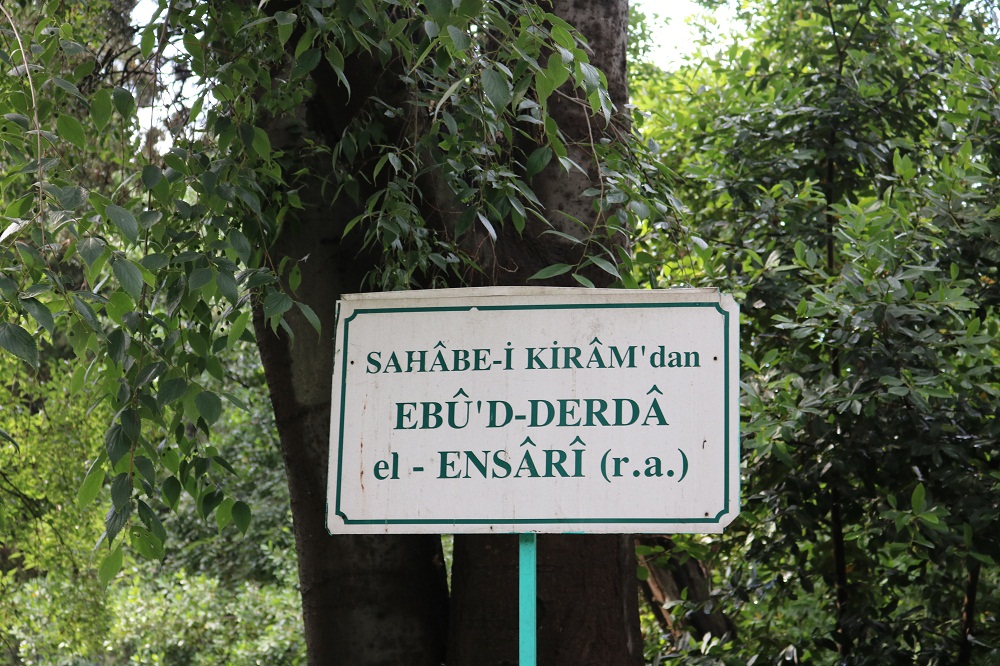 SAHÂBE-İ KİRÂM'dan
EBÛ'D-DERDÂ
el - ENSÂRÎ (r.a.)